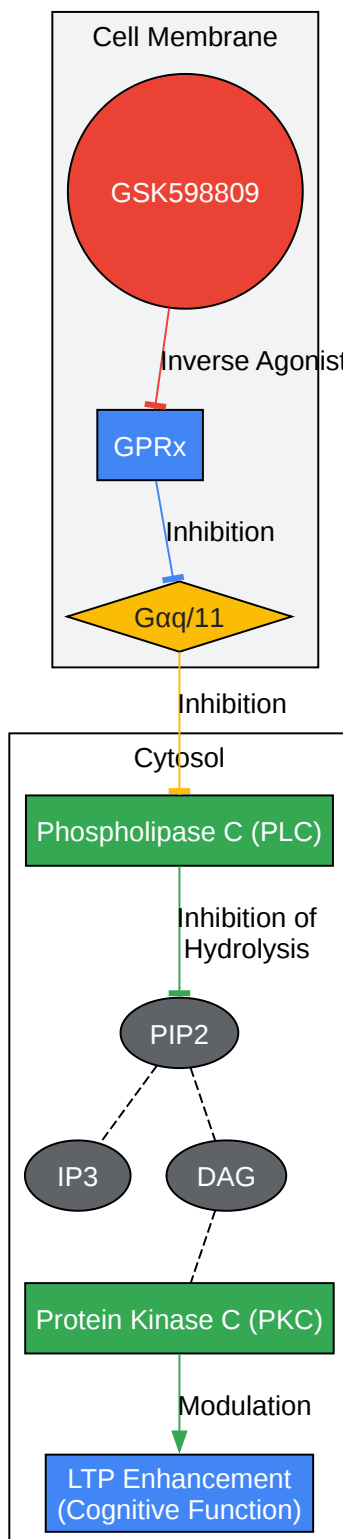 Cell Membrane
GSK598809
Inverse Agonist
GPRx
Inhibition
Gαq/11
Inhibition
Cytosol
Phospholipase C (PLC)
Inhibition of
Hydrolysis
PIP2
IP3
DAG
Protein Kinase C (PKC)
Modulation
LTP Enhancement
(Cognitive Function)